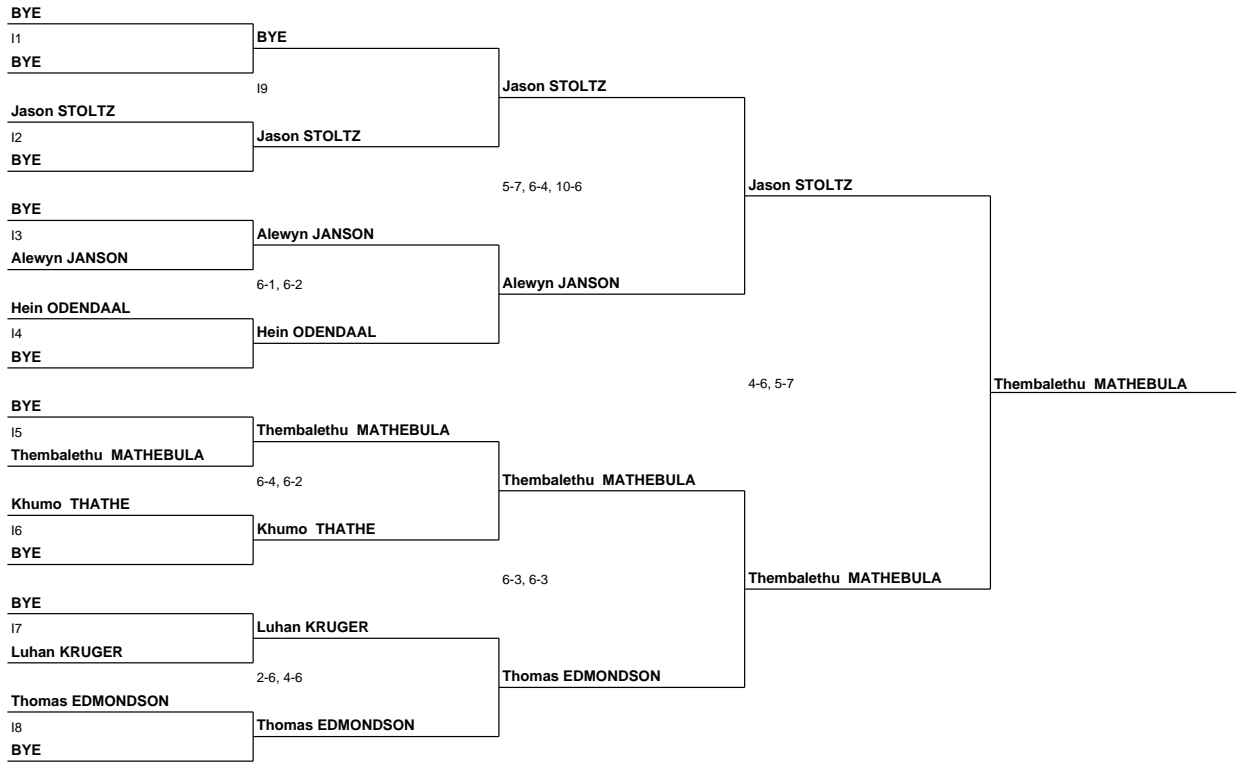 BYE
I1
BYE
BYE
I9
Jason STOLTZ
Jason STOLTZ
I2
Jason STOLTZ
BYE
5-7, 6-4, 10-6
Jason STOLTZ
BYE
I3
Alewyn JANSON
Alewyn JANSON
6-1, 6-2
Alewyn JANSON
Hein ODENDAAL
I4
Hein ODENDAAL
BYE
4-6, 5-7
Thembalethu  MATHEBULA
BYE
I5
Thembalethu  MATHEBULA
Thembalethu  MATHEBULA
6-4, 6-2
Thembalethu  MATHEBULA
Khumo  THATHE
I6
Khumo  THATHE
BYE
6-3, 6-3
Thembalethu  MATHEBULA
BYE
I7
Luhan KRUGER
Luhan KRUGER
2-6, 4-6
Thomas EDMONDSON
Thomas EDMONDSON
I8
Thomas EDMONDSON
BYE